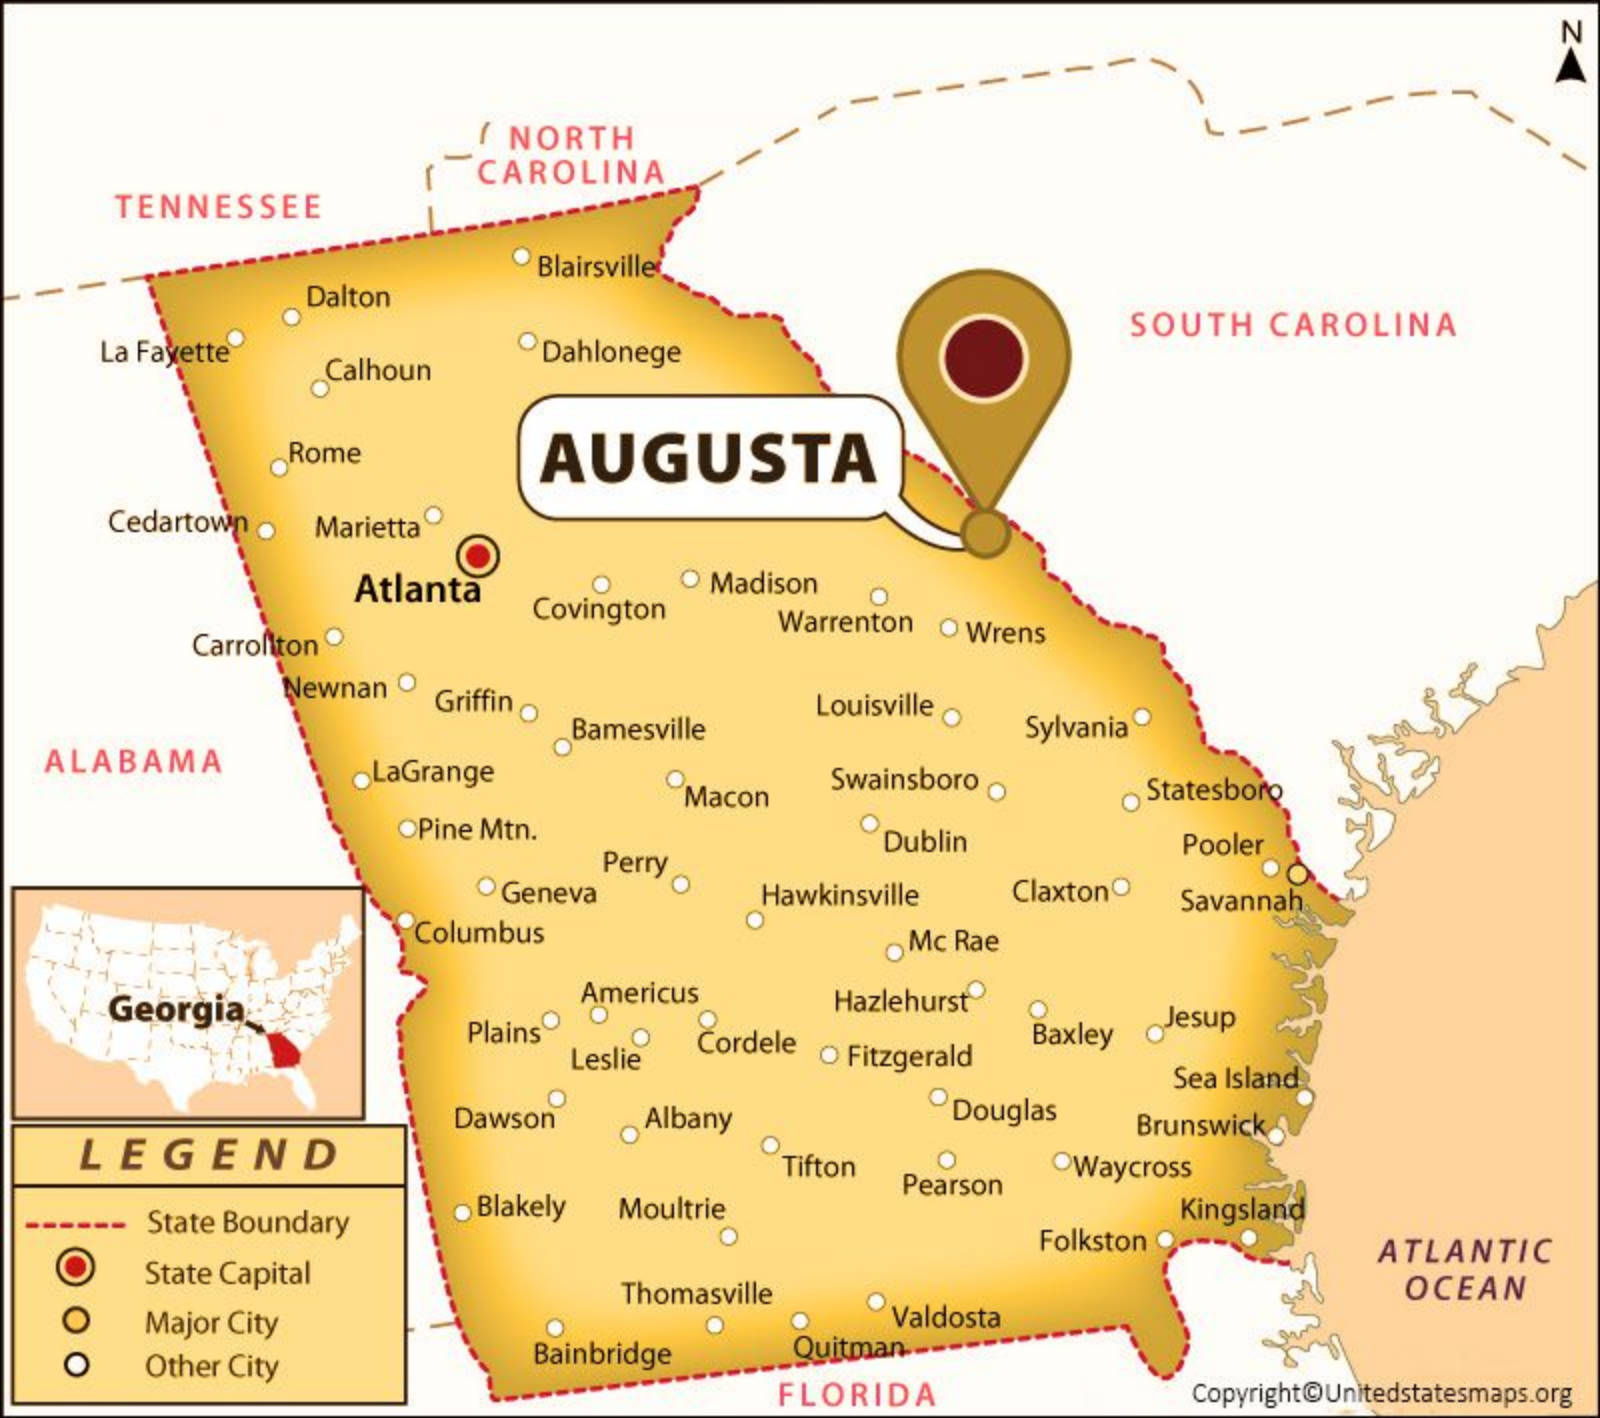 N
NORTH
CAROLINA
TENNESSEE
Blairsville
Dalton
SOUTH CAROLINA
La Fayette
Dahlonege
Calhoun
Rome
AUGUSTA
Cedartown
Marietta
Atlanta
Madison
Covington
Warrenton
Wrens
Carrollton
Newnan
Griffin
Louisville
Sylvania
Bamesville
ALABAMA
LaGrange
Macon
Swainsboro
Statesboro
Pine Mtn.
Dublin
Pooler
Perry
Geneva
Hawkinsville
Claxton
Savannah
Columbus
Mc Rae
Americus
Hazlehurst
Georgia
Plains
Leslie
Cordele
Fitzgerald
Baxley
Jesup
Sea Island
Dawson
Albany
Douglas
Brunswick
LEGEND
Tifton
Pearson
Waycross
Blakely
Moultrie
Kingsland
State Boundary
Folkston
ATLANTIC
OCEAN
State Capital
Thomasville
Valdosta
Major City
Quitman
Bainbridge
Other City
FLORIDA
Copyright©Unitedstatesmaps.org